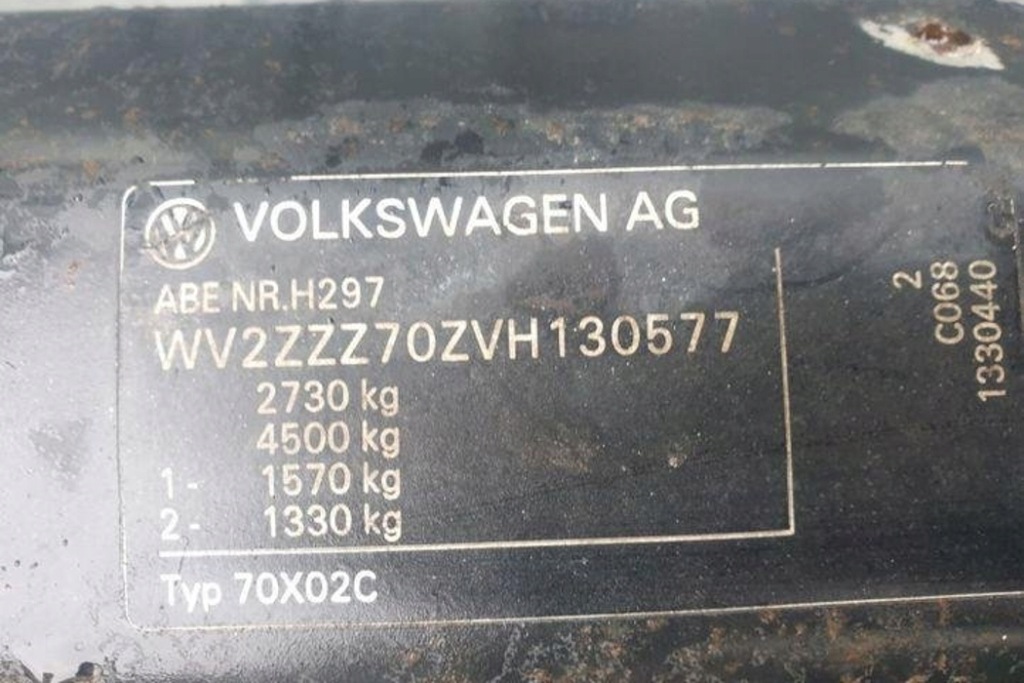 VOLKSWAGEN AG
ABE NR.H297
WV2ZZZ70ZVH130577
2730 kg
4500 kg
1- 1570 kg
2- 1330 kg
Typ 70X02C
2
C068
1330440